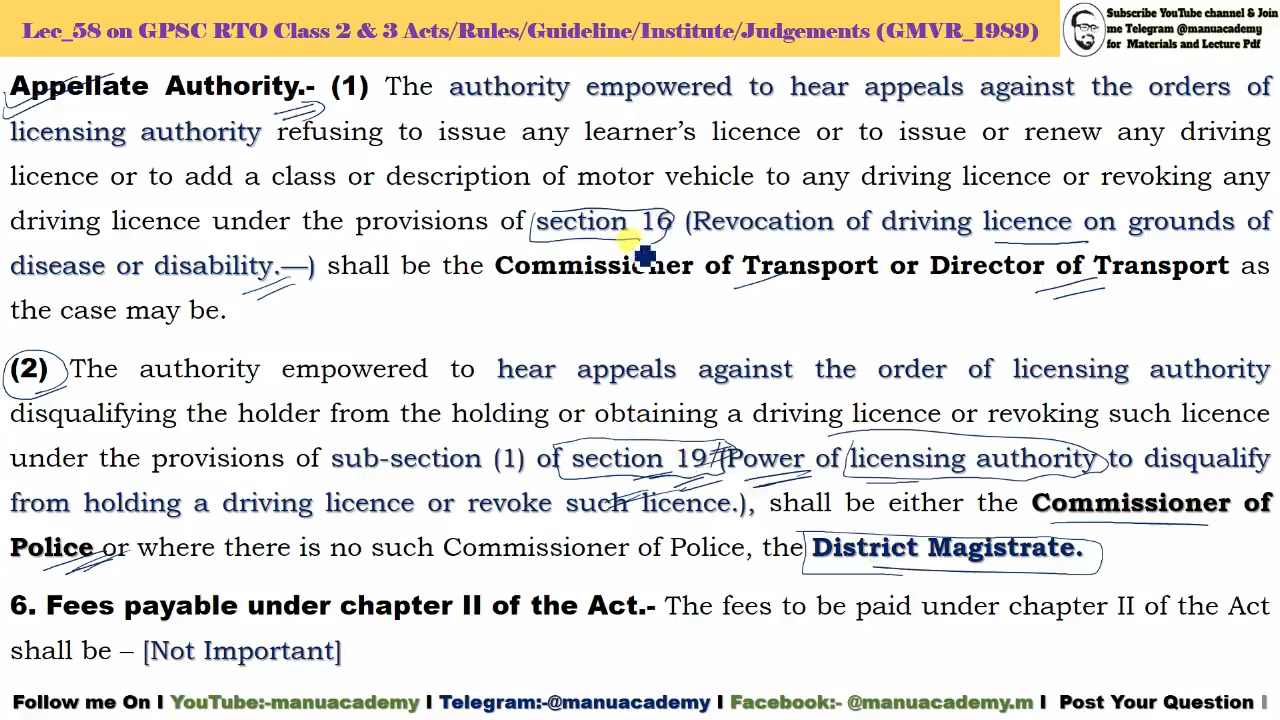 Lec_58 on GPSC RTO Class 2 & 3 Acts/Rules/Guideline/Institute/Judgements (GMVR_1989)
Subscribe YouTube channel & Join
me Telegram @manuacademy
for Materials and Lecture Pdf
Appellate Authority.- (1) The authority empowered to hear appeals against the orders of
licensing authority refusing to issue any learner's licence or to issue or renew any driving
licence or to add a class or description of motor vehicle to any driving licence or revoking any
driving licence under the provisions of section 16 (Revocation of driving licence on grounds of
disease or disability.—) shall be the Commissioner of Transport or Director of Transport as
the case may be.
(2) The authority empowered to hear appeals against the order of licensing authority
disqualifying the holder from the holding or obtaining a driving licence or revoking such licence
under the provisions of sub-section (1) of section 19 (Power of licensing authority to disqualify
from holding a driving licence or revoke such licence.), shall be either the Commissioner of
Police or where there is no such Commissioner of Police, the District Magistrate.
6. Fees payable under chapter II of the Act.- The fees to be paid under chapter II of the Act
shall be – [Not Important]
Follow me On I YouTube:-manuacademy I Telegram:-@manuacademy I Facebook:- @manuacademy.m I Post Your Question I